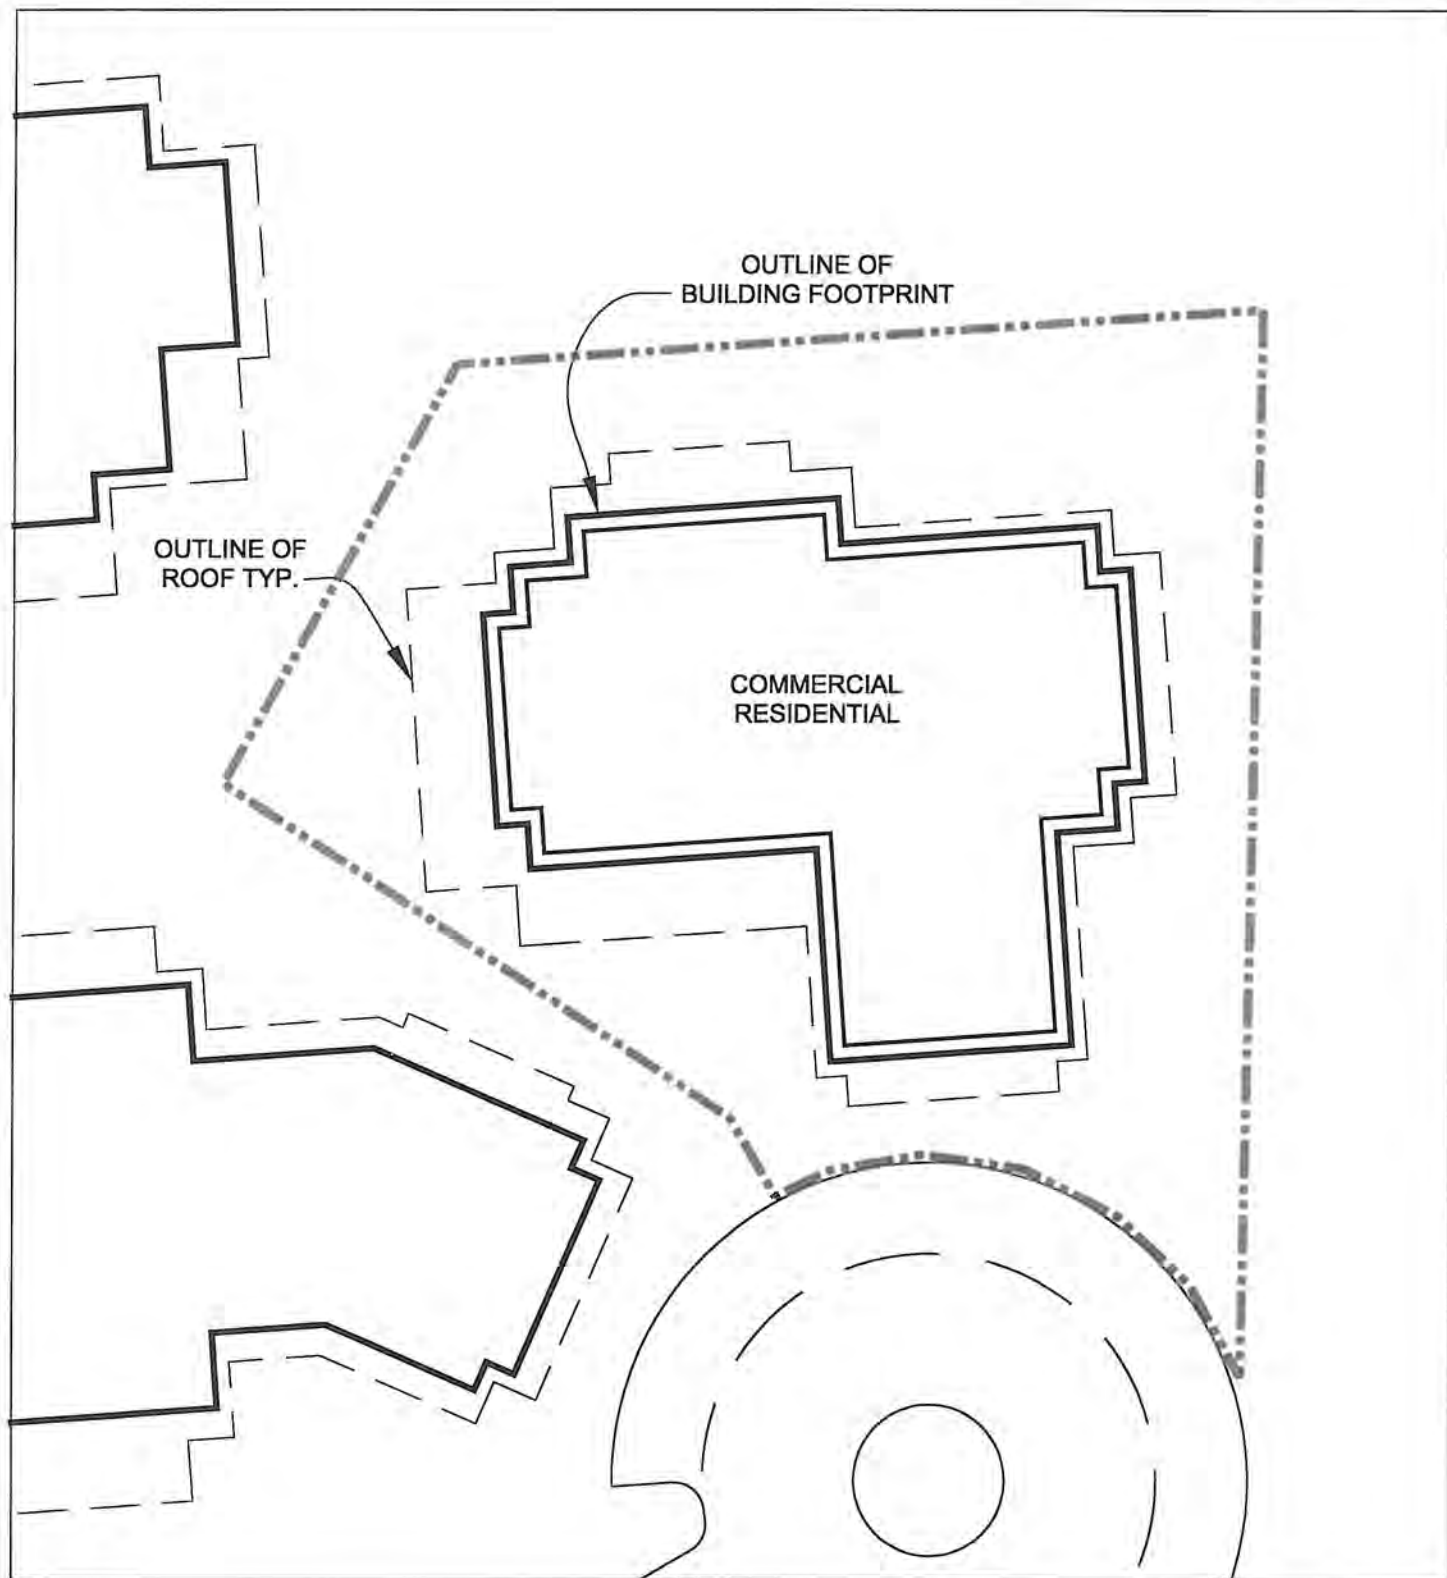 OUTLINE OF
BUILDING FOOTPRINT
OUTLINE OF
ROOF TYP.
COMMERCIAL
RESIDENTIAL